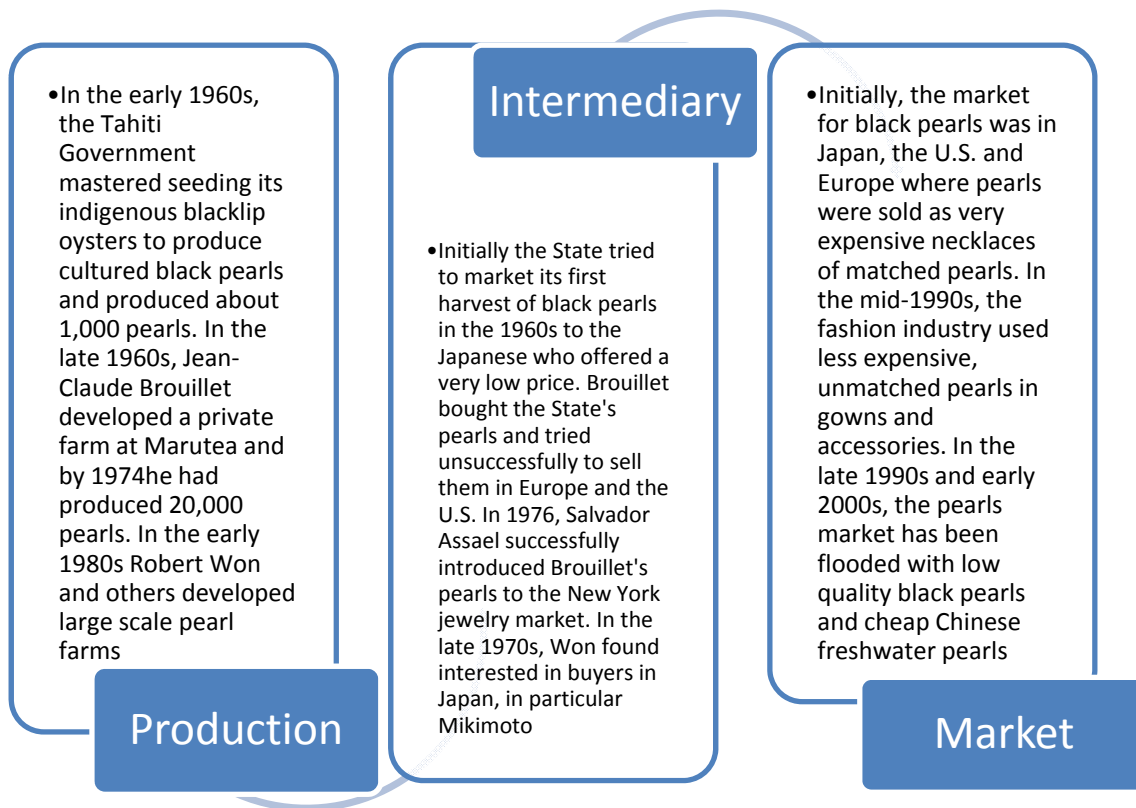 •In the early 1960s,
the Tahiti
Government
mastered seeding its
indigenous blacklip
oysters to produce
cultured black pearls
and produced about
1,000 pearls. In the
late 1960s, Jean-
Claude Brouillet
developed a private
farm at Marutea and
by 1974he had
produced 20,000
pearls. In the early
1980s Robert Won
and others developed
large scale pearl
farms
Production
Intermediary
•Initially the State tried
to market its first
harvest of black pearls
in the 1960s to the
Japanese who offered a
very low price. Brouillet
bought the State's
pearls and tried
unsuccessfully to sell
them in Europe and the
U.S. In 1976, Salvador
Assael successfully
introduced Brouillet's
pearls to the New York
jewelry market. In the
late 1970s, Won found
interested in buyers in
Japan, in particular
Mikimoto
•Initially, the market
for black pearls was in
Japan, the U.S. and
Europe where pearls
were sold as very
expensive necklaces
of matched pearls. In
the mid-1990s, the
fashion industry used
less expensive,
unmatched pearls in
gowns and
accessories. In the
late 1990s and early
2000s, the pearls
market has been
flooded with low
quality black pearls
and cheap Chinese
freshwater pearls
Market